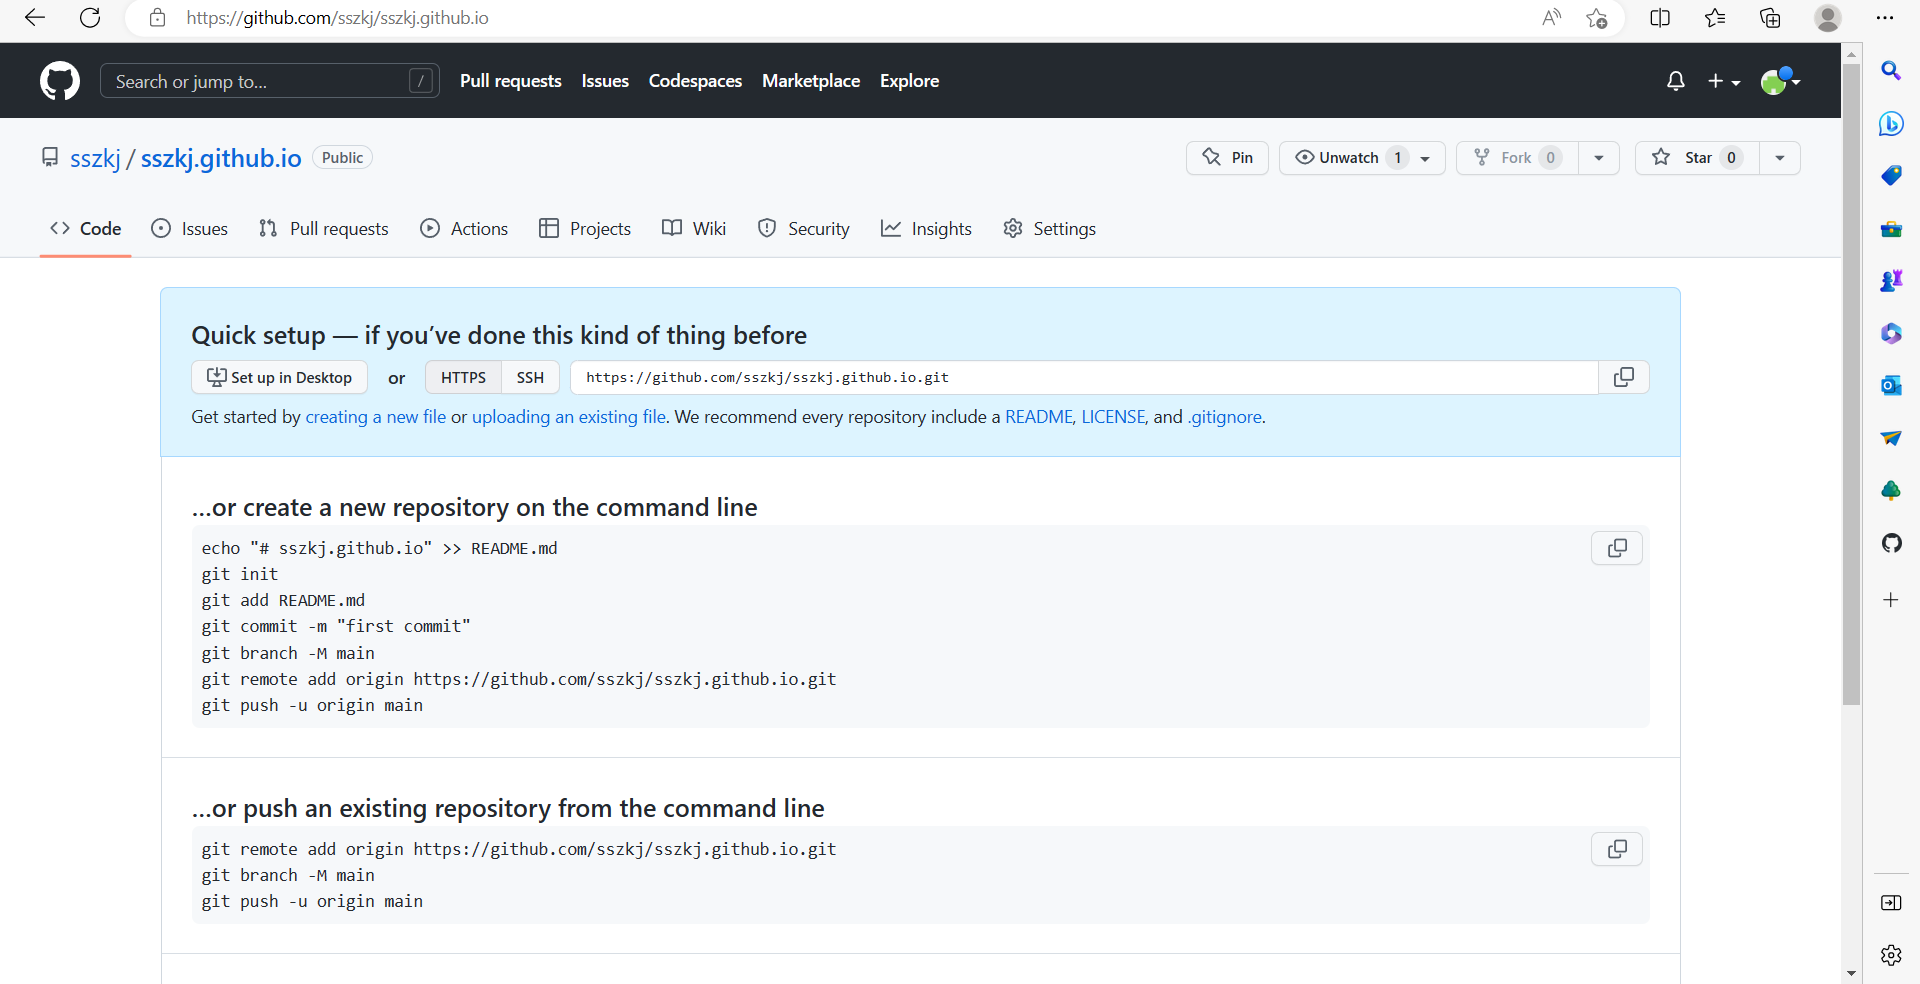 https://github.com/sszkj/sszkj.github.io
Search or jump to... /
Pull requests Issues Codespaces Marketplace Explore
sszkj / sszkj.github.io Public
Pin Unwatch 1 Fork 0 Star 0
Code Issues Pull requests Actions Projects Wiki Security Insights Settings
Quick setup — if you’ve done this kind of thing before
Set up in Desktop or HTTPS SSH https://github.com/sszkj/sszkj.github.io.git
Get started by creating a new file or uploading an existing file. We recommend every repository include a README, LICENSE, and .gitignore.
…or create a new repository on the command line
echo "# sszkj.github.io" >> README.md
git init
git add README.md
git commit -m "first commit"
git branch -M main
git remote add origin https://github.com/sszkj/sszkj.github.io.git
git push -u origin main
…or push an existing repository from the command line
git remote add origin https://github.com/sszkj/sszkj.github.io.git
git branch -M main
git push -u origin main